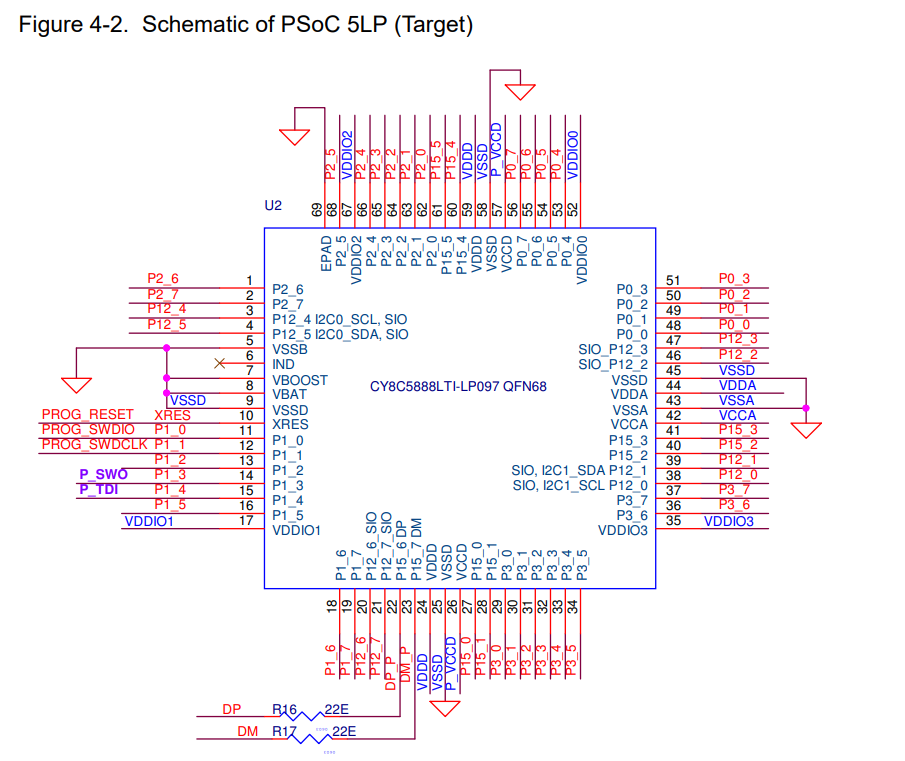 Figure 4-2. Schematic of PSoC 5LP (Target)
P2_5
VDDIO2
P2_4
P2_3
P2_2
P2_1
P2_0
P15_5
P15_4
VDDD
VSSD
P_VCCD
P0_7
P0_6
P0_5
P0_4
VDDIO0
U2
69
68
67
66
65
64
63
62
61
60
59
58
57
56
55
54
53
52
EPAD
P2_5
VDDIO2
P2_4
P2_3
P2_2
P2_1
P2_0
P15_5
P15_4
VDDD
VSSD
VCCD
P0_7
P0_6
P0_5
P0_4
VDDIO0
P2_6 1 P2_6
P2_7 2 P2_7
P12_4 3 P12_4 I2C0_SCL, SIO
P12_5 4 P12_5 I2C0_SDA, SIO
5 VSSB
6 IND
7 VBOOST
8 VBAT
VSSD 9 VSSD
PROG_RESET XRES 10 XRES
PROG_SWDIO P1_0 11 P1_0
PROG_SWDCLK P1_1 12 P1_1
P1_2 13 P1_2
P_SWO P1_3 14 P1_3
P_TDI P1_4 15 P1_4
P1_5 16 P1_5
VDDIO1 17 VDDIO1
CY8C5888LTI-LP097 QFN68
P0_3 51 P0_3
P0_2 50 P0_2
P0_1 49 P0_1
P0_0 48 P0_0
SIO_P12_3 47 P12_3
SIO_P12_2 46 P12_2
VSSD 45 VSSD
VDDA 44 VDDA
VSSA 43 VSSA
VCCA 42 VCCA
P15_3 41 P15_3
P15_2 40 P15_2
SIO, I2C1_SDA P12_1 39 P12_1
SIO, I2C1_SCL P12_0 38 P12_0
P3_7 37 P3_7
P3_6 36 P3_6
VDDIO3 35 VDDIO3
P1_6
P1_7
P12_6_SIO
P12_7_SIO
P15_6 DP
P15_7 DM
VDDD
VSSD
VCCD
P15_0
P15_1
P3_0
P3_1
P3_2
P3_3
P3_4
P3_5
18
19
20
21
22
23
24
25
26
27
28
29
30
31
32
33
34
P1_6
P1_7
P12_6
P12_7
DP_P
DM_P
VDDD
VSSD
P_VCCD
P15_0
P15_1
P3_0
P3_1
P3_2
P3_3
P3_4
P3_5
DP R16 22E
DM R17 22E